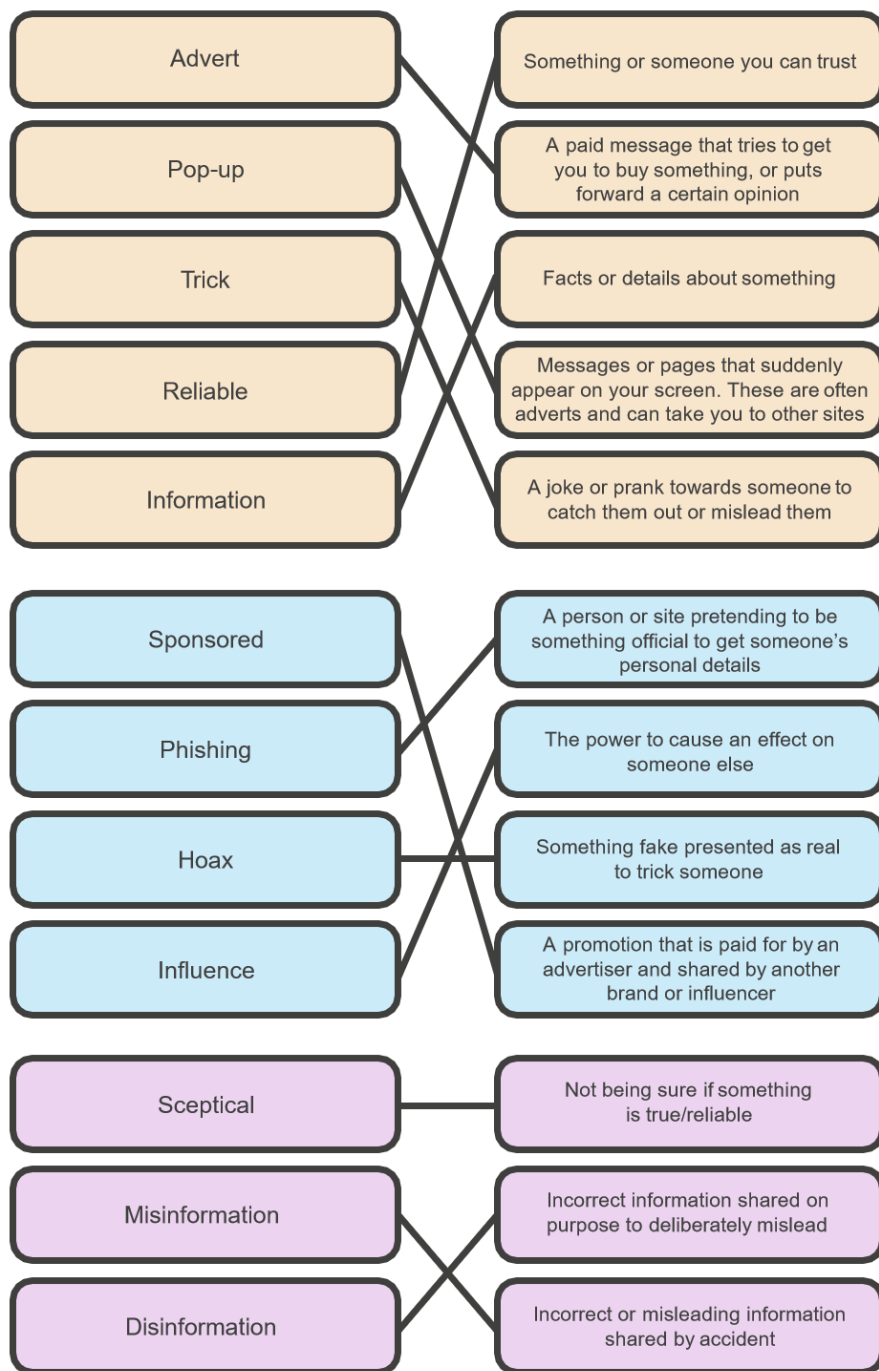 Advert
Something or someone you can trust
Pop-up
A paid message that tries to get
you to buy something, or puts
forward a certain opinion
Trick
Facts or details about something
Reliable
Messages or pages that suddenly
appear on your screen. These are often
adverts and can take you to other sites
Information
A joke or prank towards someone to
catch them out or mislead them
Sponsored
A person or site pretending to be
something official to get someone’s
personal details
Phishing
The power to cause an effect on
someone else
Hoax
Something fake presented as real
to trick someone
Influence
A promotion that is paid for by an
advertiser and shared by another
brand or influencer
Sceptical
Not being sure if something
is true/reliable
Misinformation
Incorrect information shared on
purpose to deliberately mislead
Disinformation
Incorrect or misleading information
shared by accident